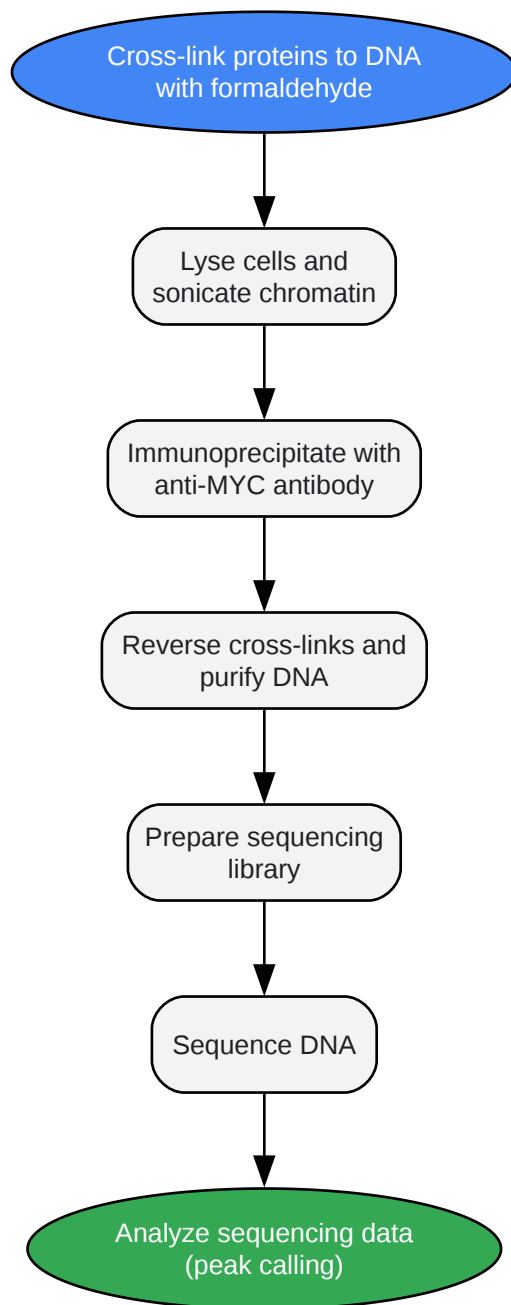 Cross-link proteins to DNA
with formaldehyde
Lyse cells and
sonicate chromatin
Immunoprecipitate with
anti-MYC antibody
Reverse cross-links and
purify DNA
Prepare sequencing
library
Sequence DNA
Analyze sequencing data
(peak calling)